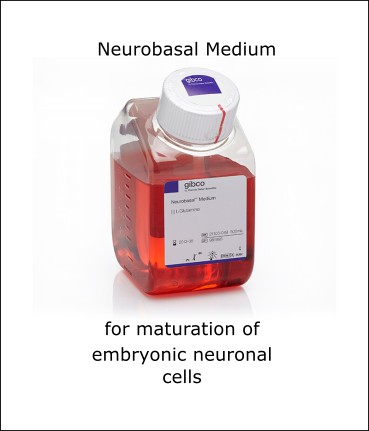 Neurobasal Medium
gibco
gibco
Neurobasal™ Medium
(-) L-Glutamine
for maturation of
embryonic neuronal
cells